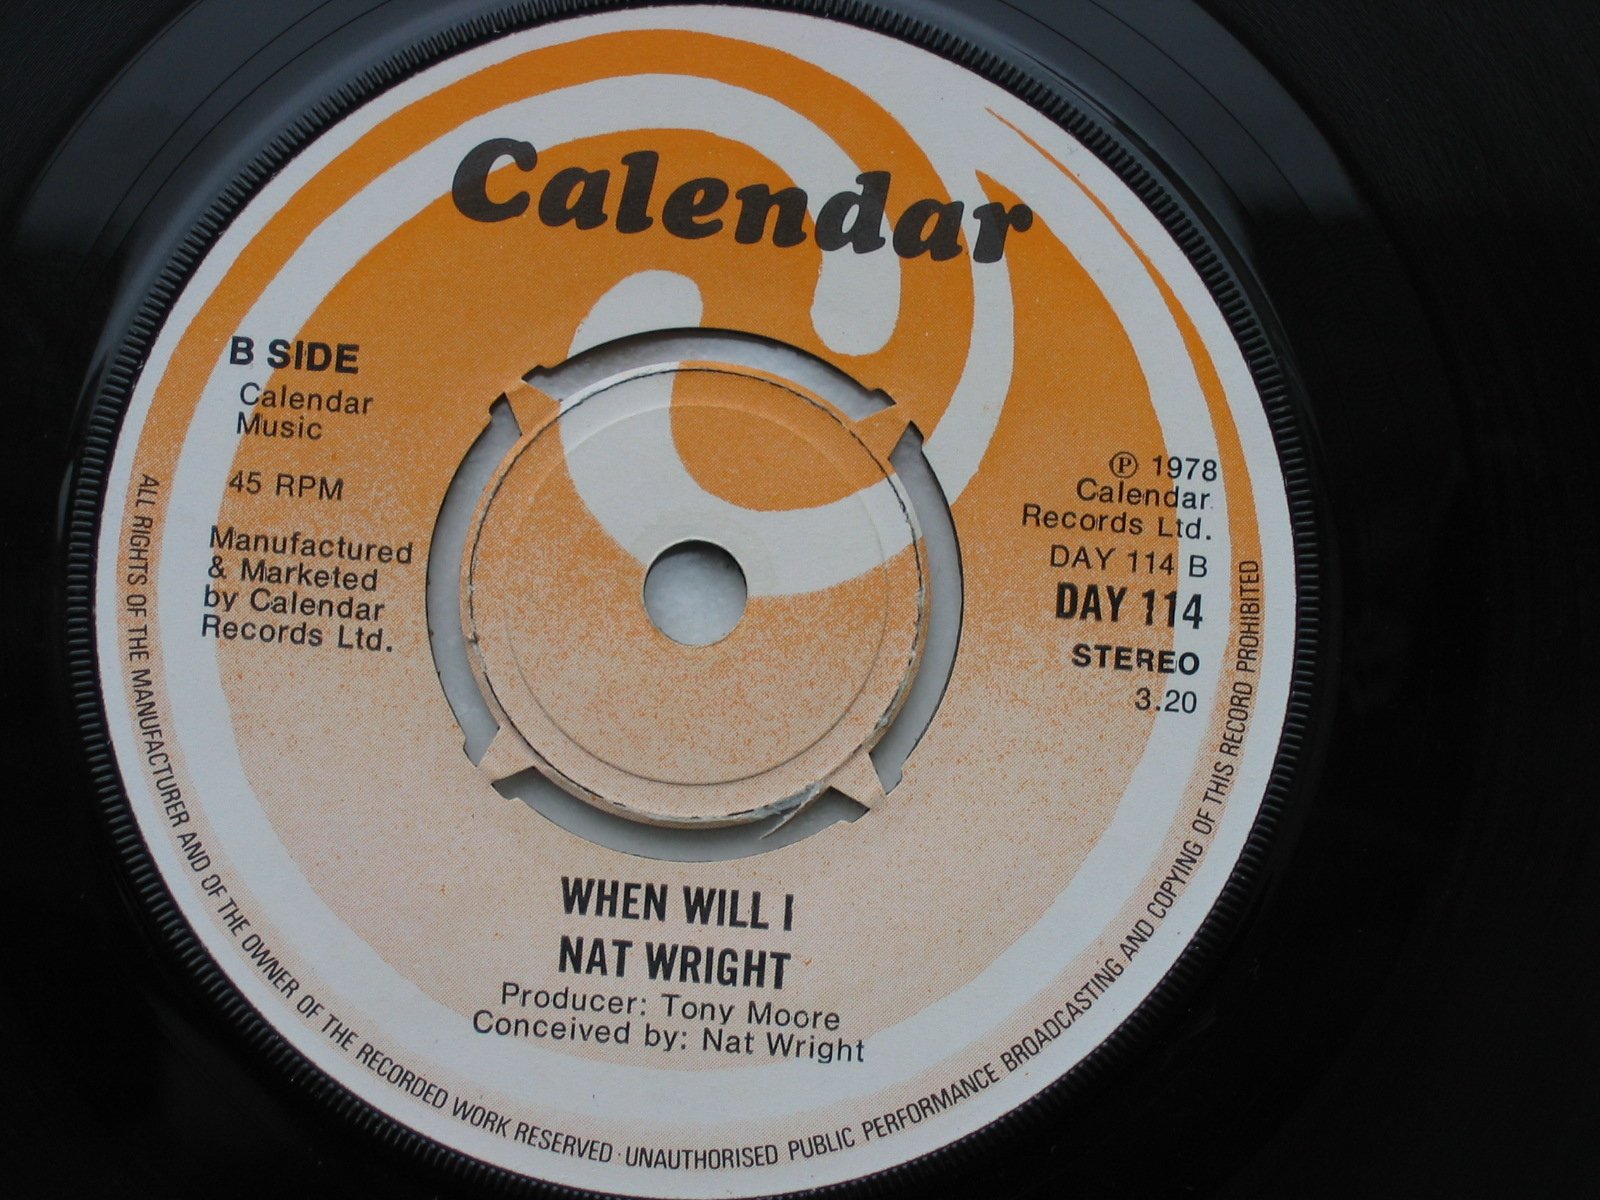 Calendar
B SIDE
Calendar
Music
45 RPM
Manufactured
& Marketed
by Calendar
Records Ltd.
℗ 1978
Calendar
Records Ltd.
DAY 114 B
DAY 114
STEREO
3.20
WHEN WILL I
NAT WRIGHT
Producer: Tony Moore
Conceived by: Nat Wright
ALL RIGHTS OF THE MANUFACTURER AND OF THE OWNER OF THE RECORDED WORK RESERVED · UNAUTHORISED PUBLIC PERFORMANCE BROADCASTING AND COPYING OF THIS RECORD PROHIBITED